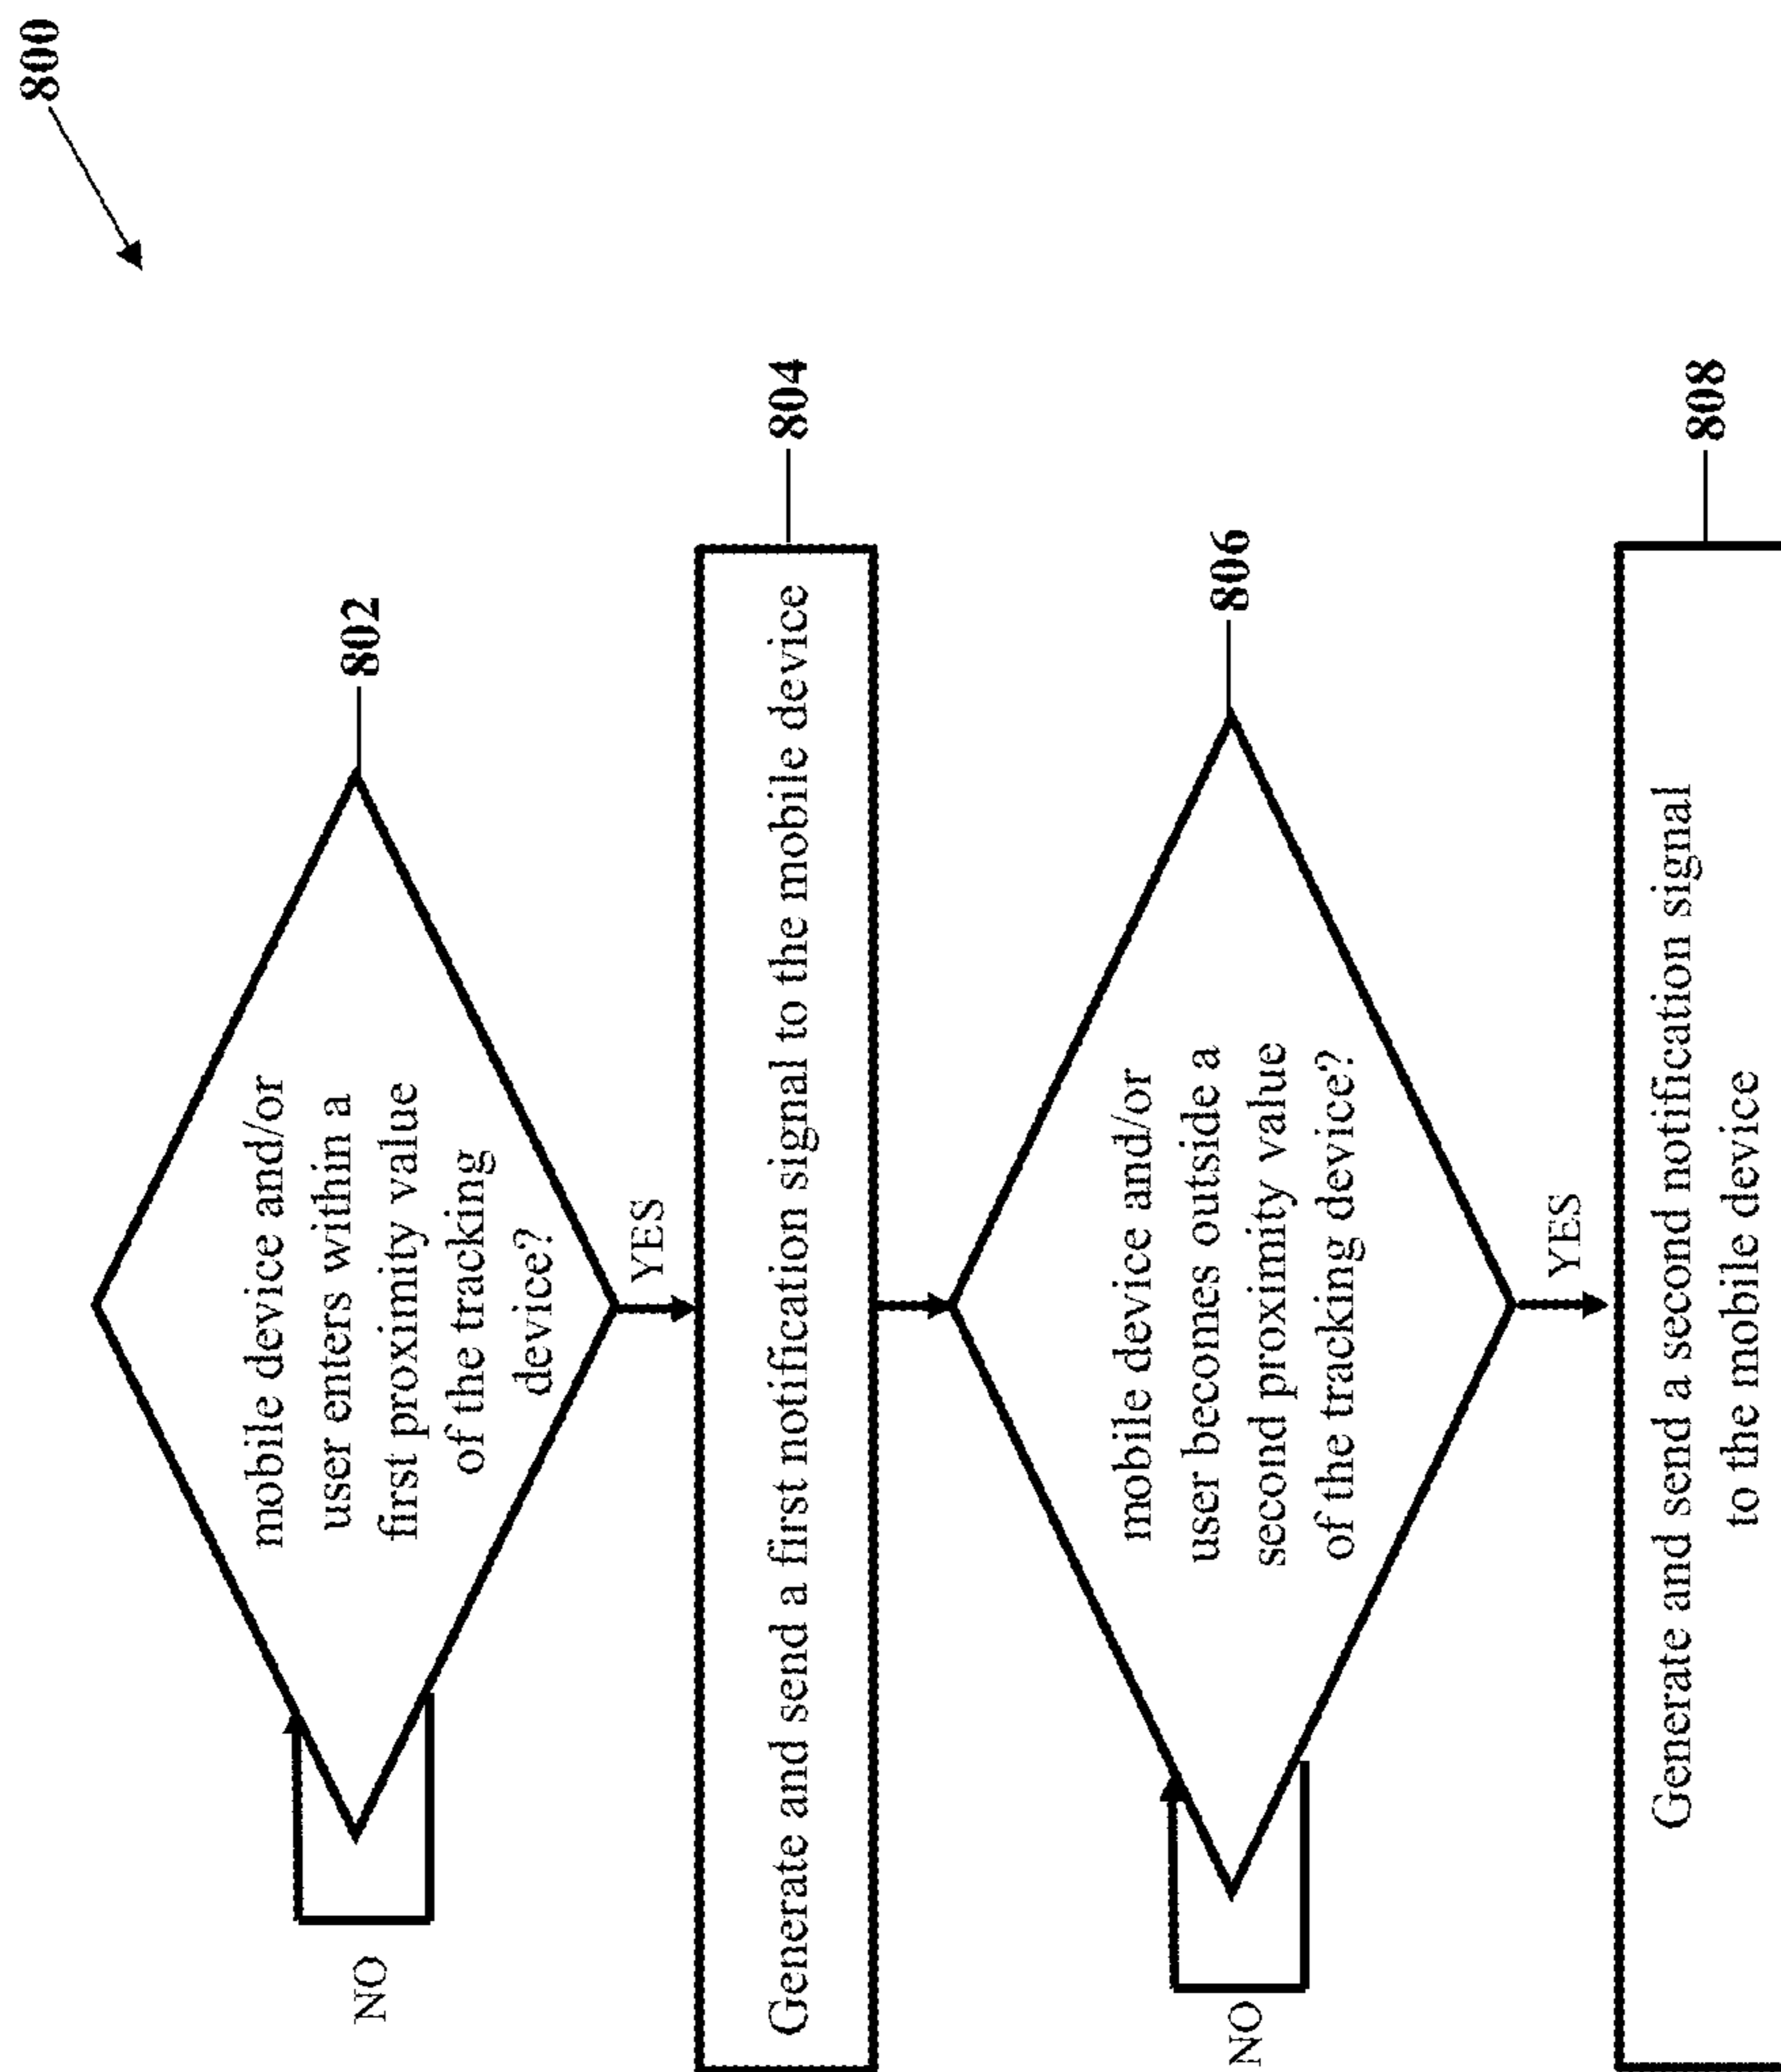 800
mobile device and/or
user enters within a
first proximity value
of the tracking
device?
802
NO
YES
Generate and send a first notification signal to the mobile device
804
mobile device and/or
user becomes outside a
second proximity value
of the tracking device?
806
NO
YES
Generate and send a second notification signal
to the mobile device
808